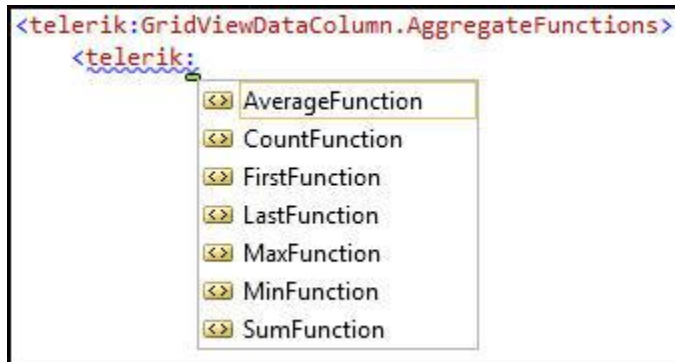 <telerik:GridViewDataColumn.AggregateFunctions>
<telerik:
AverageFunction
CountFunction
FirstFunction
LastFunction
MaxFunction
MinFunction
SumFunction